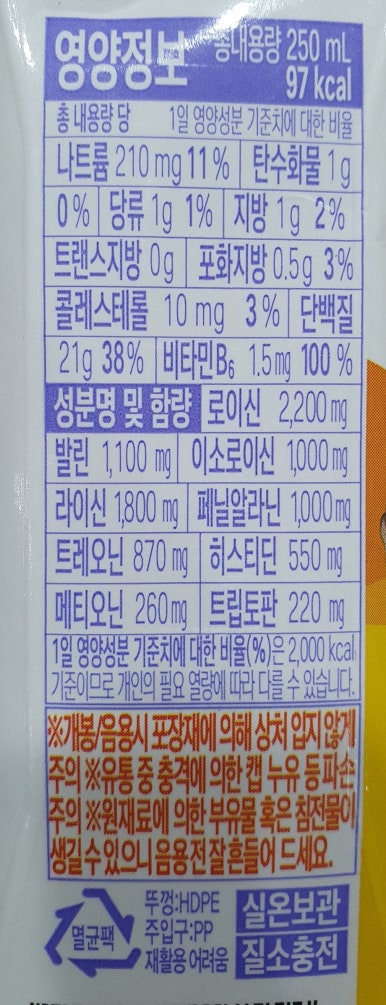 영양정보 총내용량 250 mL
97 kcal
총 내용량 당 1일 영양성분 기준치에 대한 비율
나트륨 210 mg 11 % 탄수화물 1 g
0 % 당류 1g 1% 지방 1 g 2%
트랜스지방 0g 포화지방 0.5g 3%
콜레스테롤 10 mg 3 % 단백질
21g 38% 비타민B₆ 1.5mg 100 %
성분명 및 함량 로이신 2,200 mg
발린 1,100 mg 이소로이신 1,000 mg
라이신 1,800 mg 페닐알라닌 1,000 mg
트레오닌 870 mg 히스티딘 550 mg
메티오닌 260 mg 트립토판 220 mg
1일 영양성분 기준치에 대한 비율(%)은 2,000 kcal
기준이므로 개인의 필요 열량에 따라 다를 수 있습니다.
※개봉/음용시 포장재에 의해 상처 입지 않게
주의 ※유통 중 충격에 의한 캡 누유 등 파손
주의 ※원재료에 의한 부유물 혹은 침전물이
생길 수 있으니 음용 전 잘 흔들어 드세요.
멸균팩
뚜껑:HDPE
주입구:PP
재활용 어려움
실온보관
질소충전